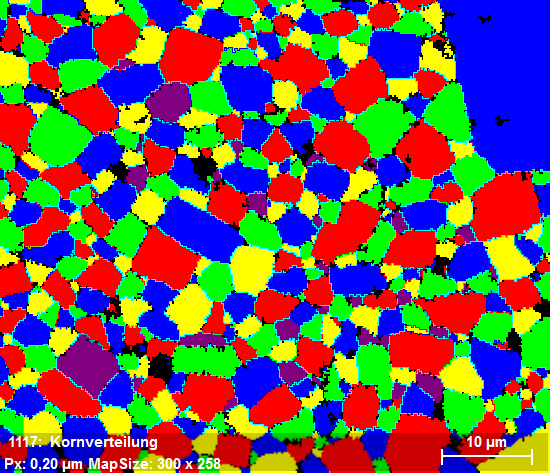 1117:  Kornverteilung
10 µm
Px: 0,20 µm MapSize: 300 x 258